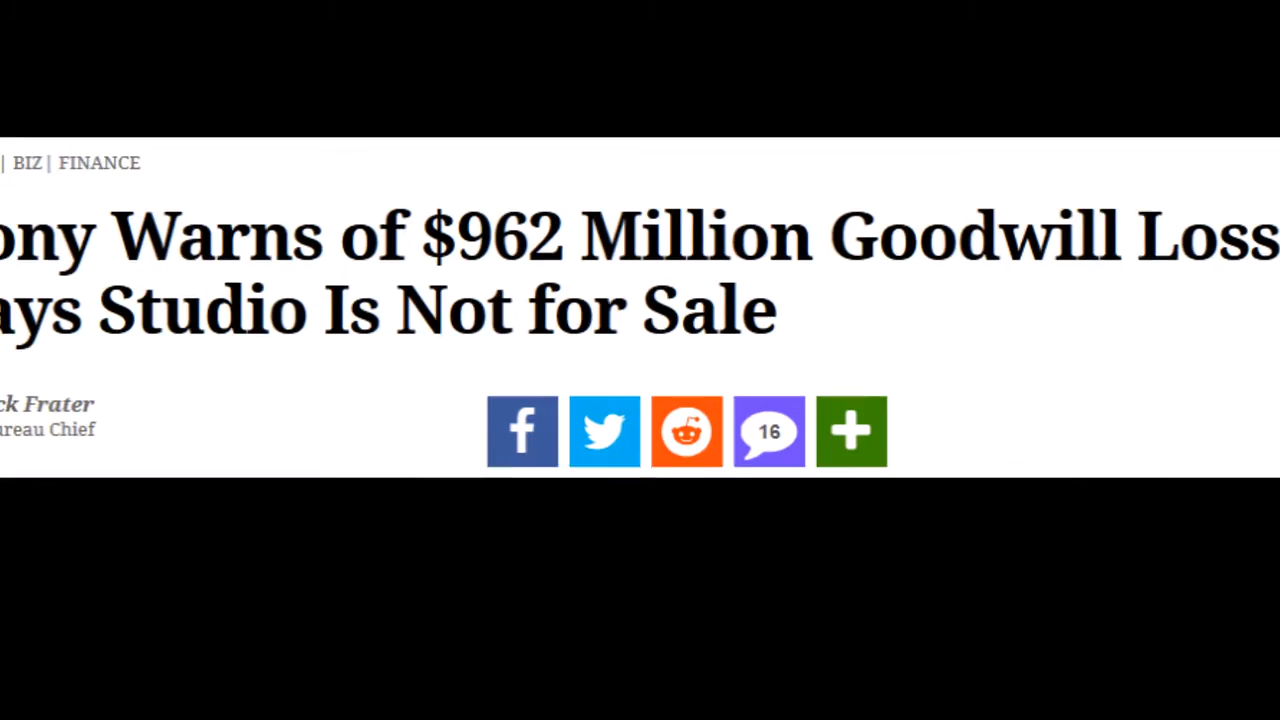 | BIZ | FINANCE
ony Warns of $962 Million Goodwill Loss
ays Studio Is Not for Sale
ck Frater
ureau Chief
16